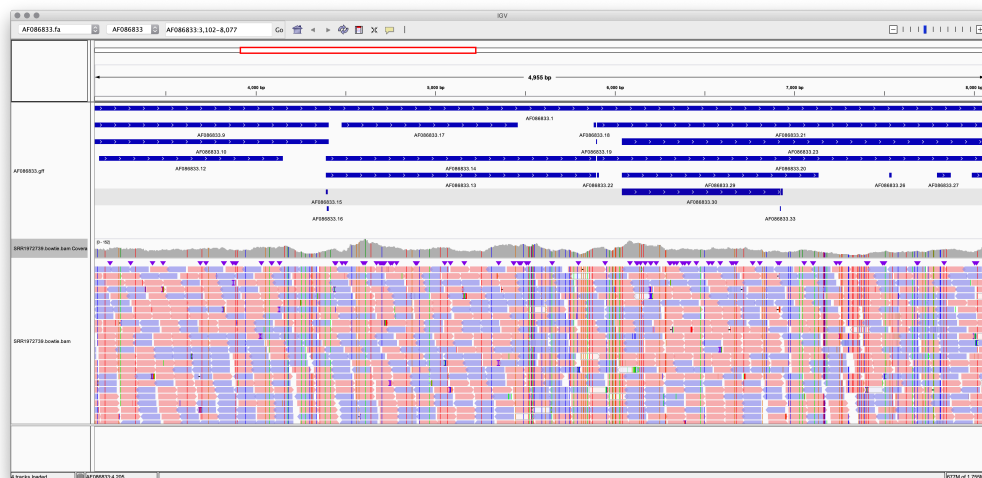 IGV
AF086833.fa AF086833 AF086833:3,102-8,077 Go
4,955 bp
4,000 bp 5,000 bp 6,000 bp 7,000 bp 8,000 bp
AF086833.1
AF086833.9 AF086833.17 AF086833.18 AF086833.21
AF086833.10 AF086833.19 AF086833.23
AF086833.gff
AF086833.12 AF086833.14 AF086833.20
AF086833.13 AF086833.22 AF086833.29 AF086833.26 AF086833.27
AF086833.15 AF086833.30
AF086833.16 AF086833.33
SRR1972739.bowtie.bam Covera
SRR1972739.bowtie.bam
4 tracks loaded AF086833:4,205